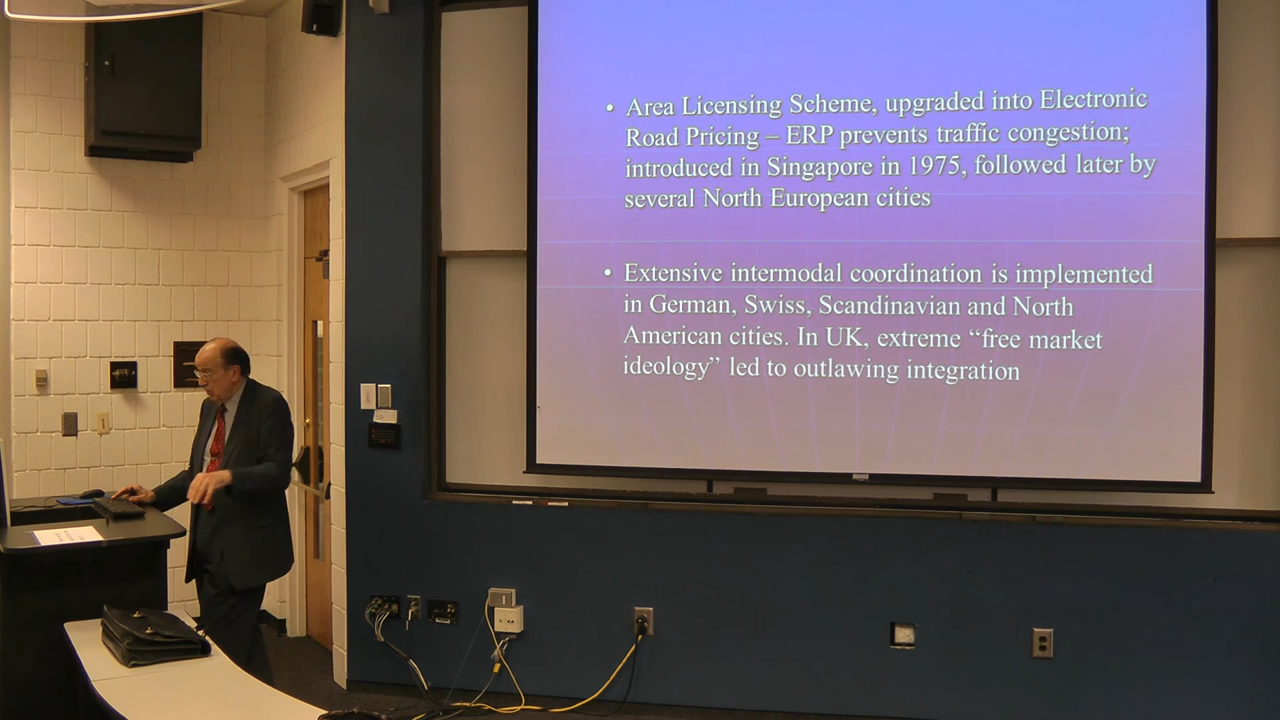 • Area Licensing Scheme, upgraded into Electronic
Road Pricing – ERP prevents traffic congestion;
introduced in Singapore in 1975, followed later by
several North European cities
• Extensive intermodal coordination is implemented
in German, Swiss, Scandinavian and North
American cities. In UK, extreme “free market
ideology” led to outlawing integration